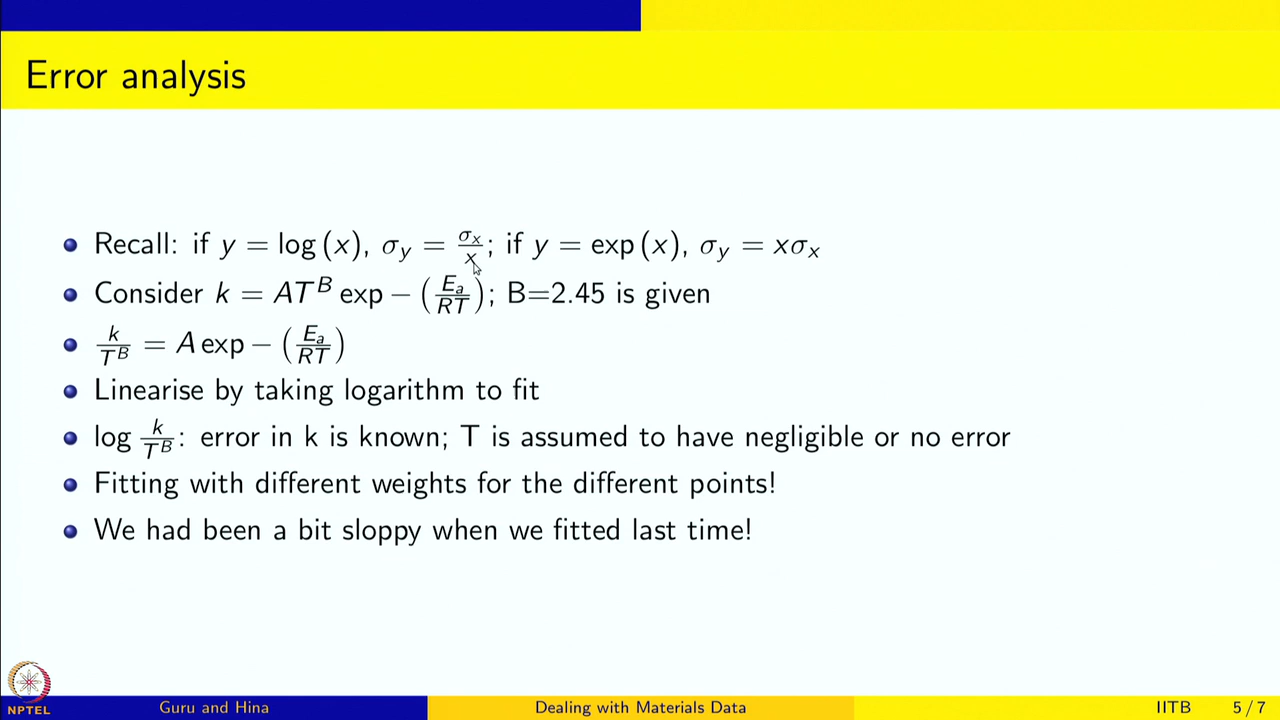 Error analysis
Recall: if y = log (x), σ_y = σ_x/x; if y = exp (x), σ_y = xσ_x
Consider k = AT^B exp − (E_a/RT); B=2.45 is given
k/T^B = A exp − (E_a/RT)
Linearise by taking logarithm to fit
log k/T^B: error in k is known; T is assumed to have negligible or no error
Fitting with different weights for the different points!
We had been a bit sloppy when we fitted last time!
NPTEL
Guru and Hina Dealing with Materials Data IITB 5 / 7